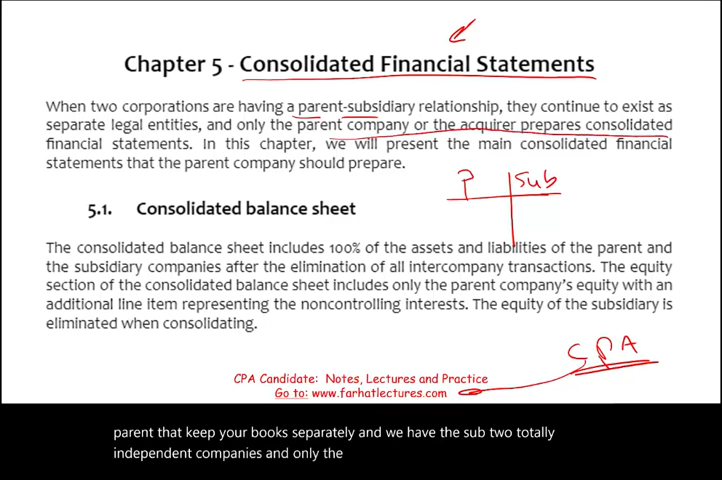 Chapter 5 - Consolidated Financial Statements
When two corporations are having a parent-subsidiary relationship, they continue to exist as
separate legal entities, and only the parent company or the acquirer prepares consolidated
financial statements. In this chapter, we will present the main consolidated financial
statements that the parent company should prepare.
P Sub
5.1. Consolidated balance sheet
The consolidated balance sheet includes 100% of the assets and liabilities of the parent and
the subsidiary companies after the elimination of all intercompany transactions. The equity
section of the consolidated balance sheet includes only the parent company's equity with an
additional line item representing the noncontrolling interests. The equity of the subsidiary is
eliminated when consolidating.
CPA
CPA Candidate: Notes, Lectures and Practice
Go to: www.farhatlectures.com
parent that keep your books separately and we have the sub two totally
independent companies and only the